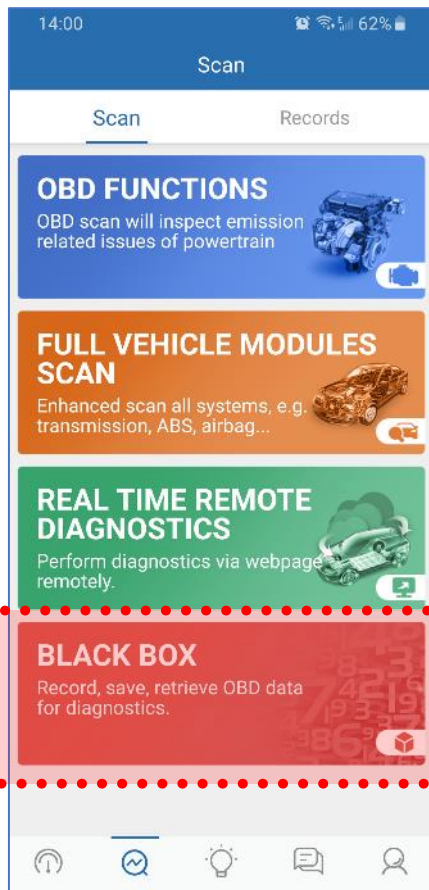 14:00
62%
Scan
Scan Records
OBD FUNCTIONS
OBD scan will inspect emission
related issues of powertrain
FULL VEHICLE MODULES
SCAN
Enhanced scan all systems, e.g.
transmission, ABS, airbag...
REAL TIME REMOTE
DIAGNOSTICS
Perform diagnostics via webpage
remotely.
BLACK BOX
Record, save, retrieve OBD data
for diagnostics.